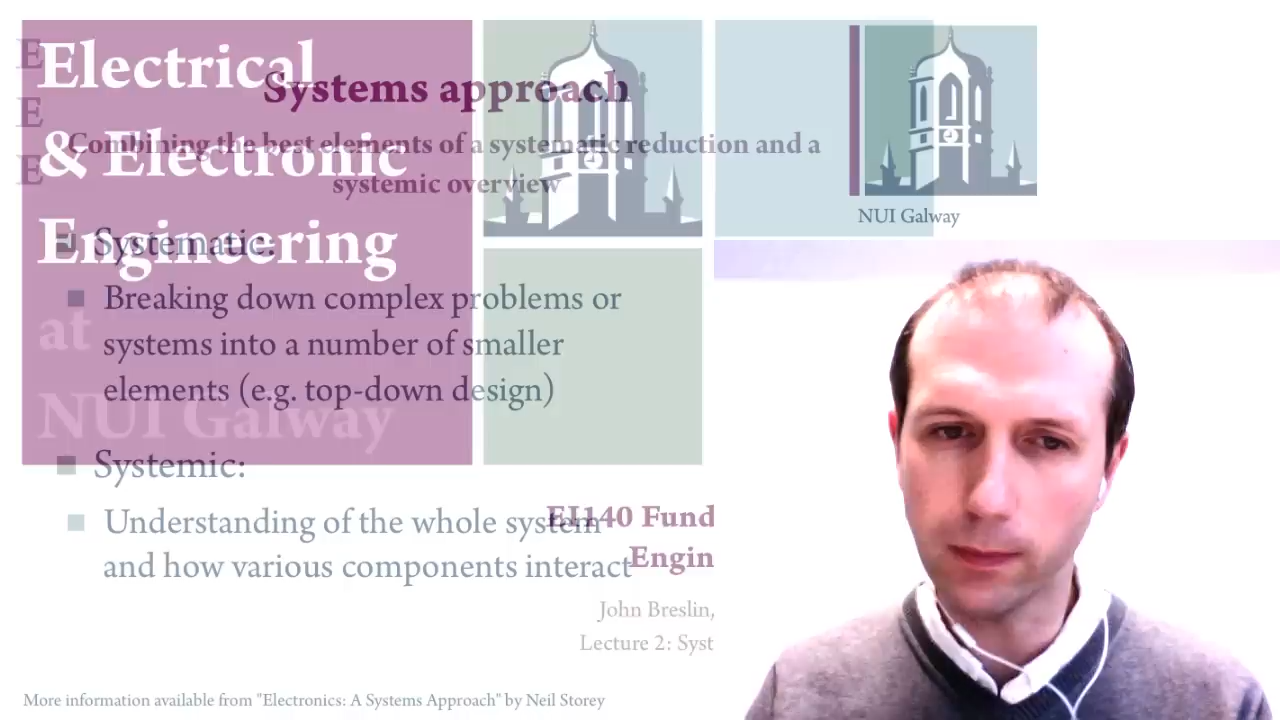 Electrical
& Electronic
Engineering
at
NUI Galway
E
E
E
Systems approach
Combining the best elements of a systematic reduction and a
systemic overview
Systematic:
Breaking down complex problems or
systems into a number of smaller
elements (e.g. top-down design)
Systemic:
Understanding of the whole system
and how various components interact
NUI Galway
EI140 Fund
Engin
John Breslin,
Lecture 2: Syst
More information available from "Electronics: A Systems Approach" by Neil Storey